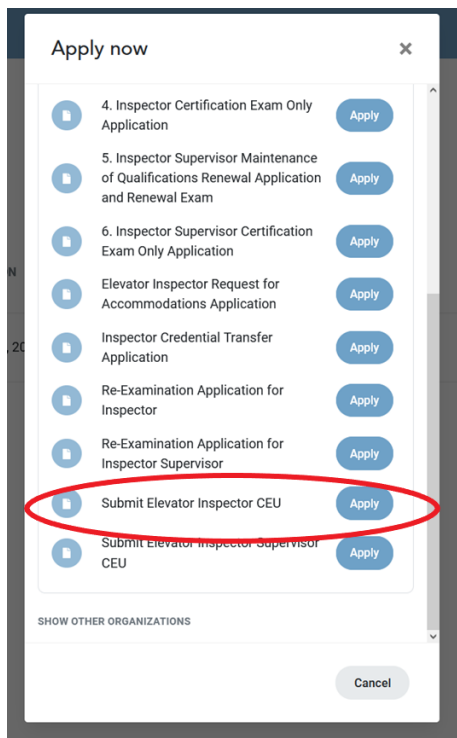 Apply now
×
4. Inspector Certification Exam Only
Application
Apply
5. Inspector Supervisor Maintenance
of Qualifications Renewal Application
and Renewal Exam
Apply
6. Inspector Supervisor Certification
Exam Only Application
Apply
Elevator Inspector Request for
Accommodations Application
Apply
Inspector Credential Transfer
Application
Apply
Re-Examination Application for
Inspector
Apply
Re-Examination Application for
Inspector Supervisor
Apply
Submit Elevator Inspector CEU
Apply
Submit Elevator Inspector Supervisor
CEU
Apply
SHOW OTHER ORGANIZATIONS
Cancel
N
, 20